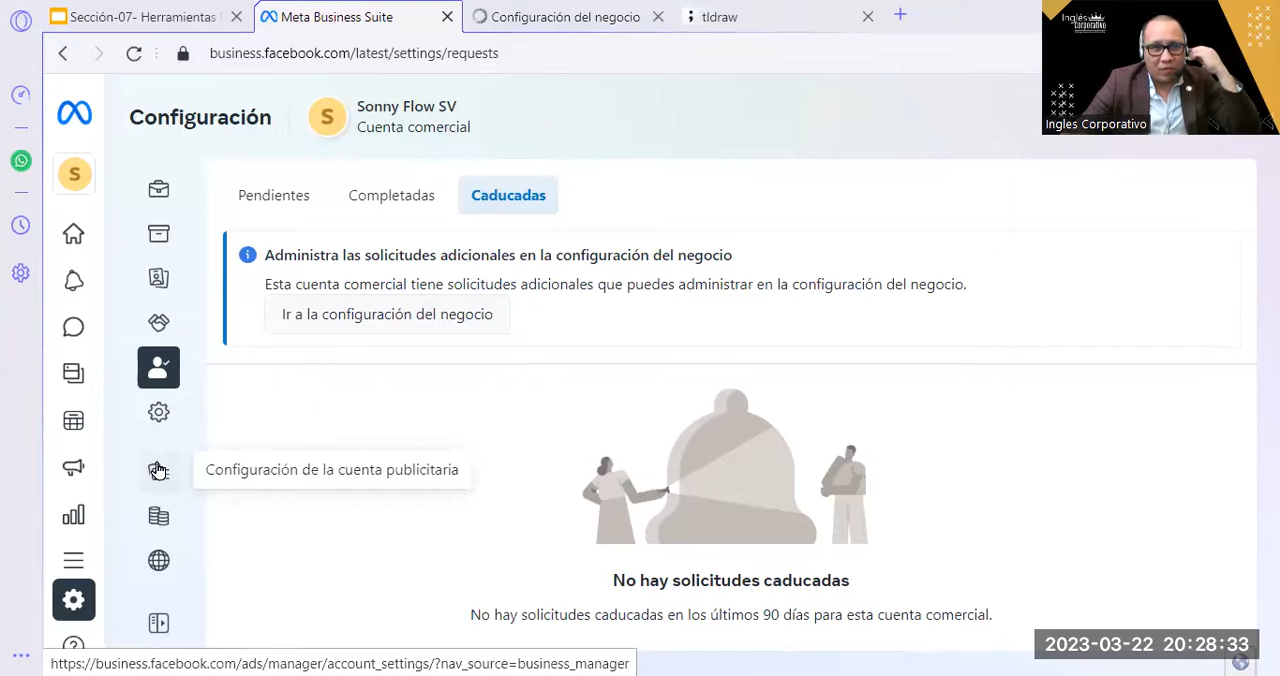 Sección-07- Herramientas
Meta Business Suite
Configuración del negocio
tldraw
business.facebook.com/latest/settings/requests
Inglés
Corporativo
Ingles Corporativo
Configuración
S
Sonny Flow SV
Cuenta comercial
S
Pendientes
Completadas
Caducadas
Administra las solicitudes adicionales en la configuración del negocio
Esta cuenta comercial tiene solicitudes adicionales que puedes administrar en la configuración del negocio.
Ir a la configuración del negocio
Configuración de la cuenta publicitaria
No hay solicitudes caducadas
No hay solicitudes caducadas en los últimos 90 días para esta cuenta comercial.
2023-03-22 20:28:33
https://business.facebook.com/ads/manager/account_settings/?nav_source=business_manager